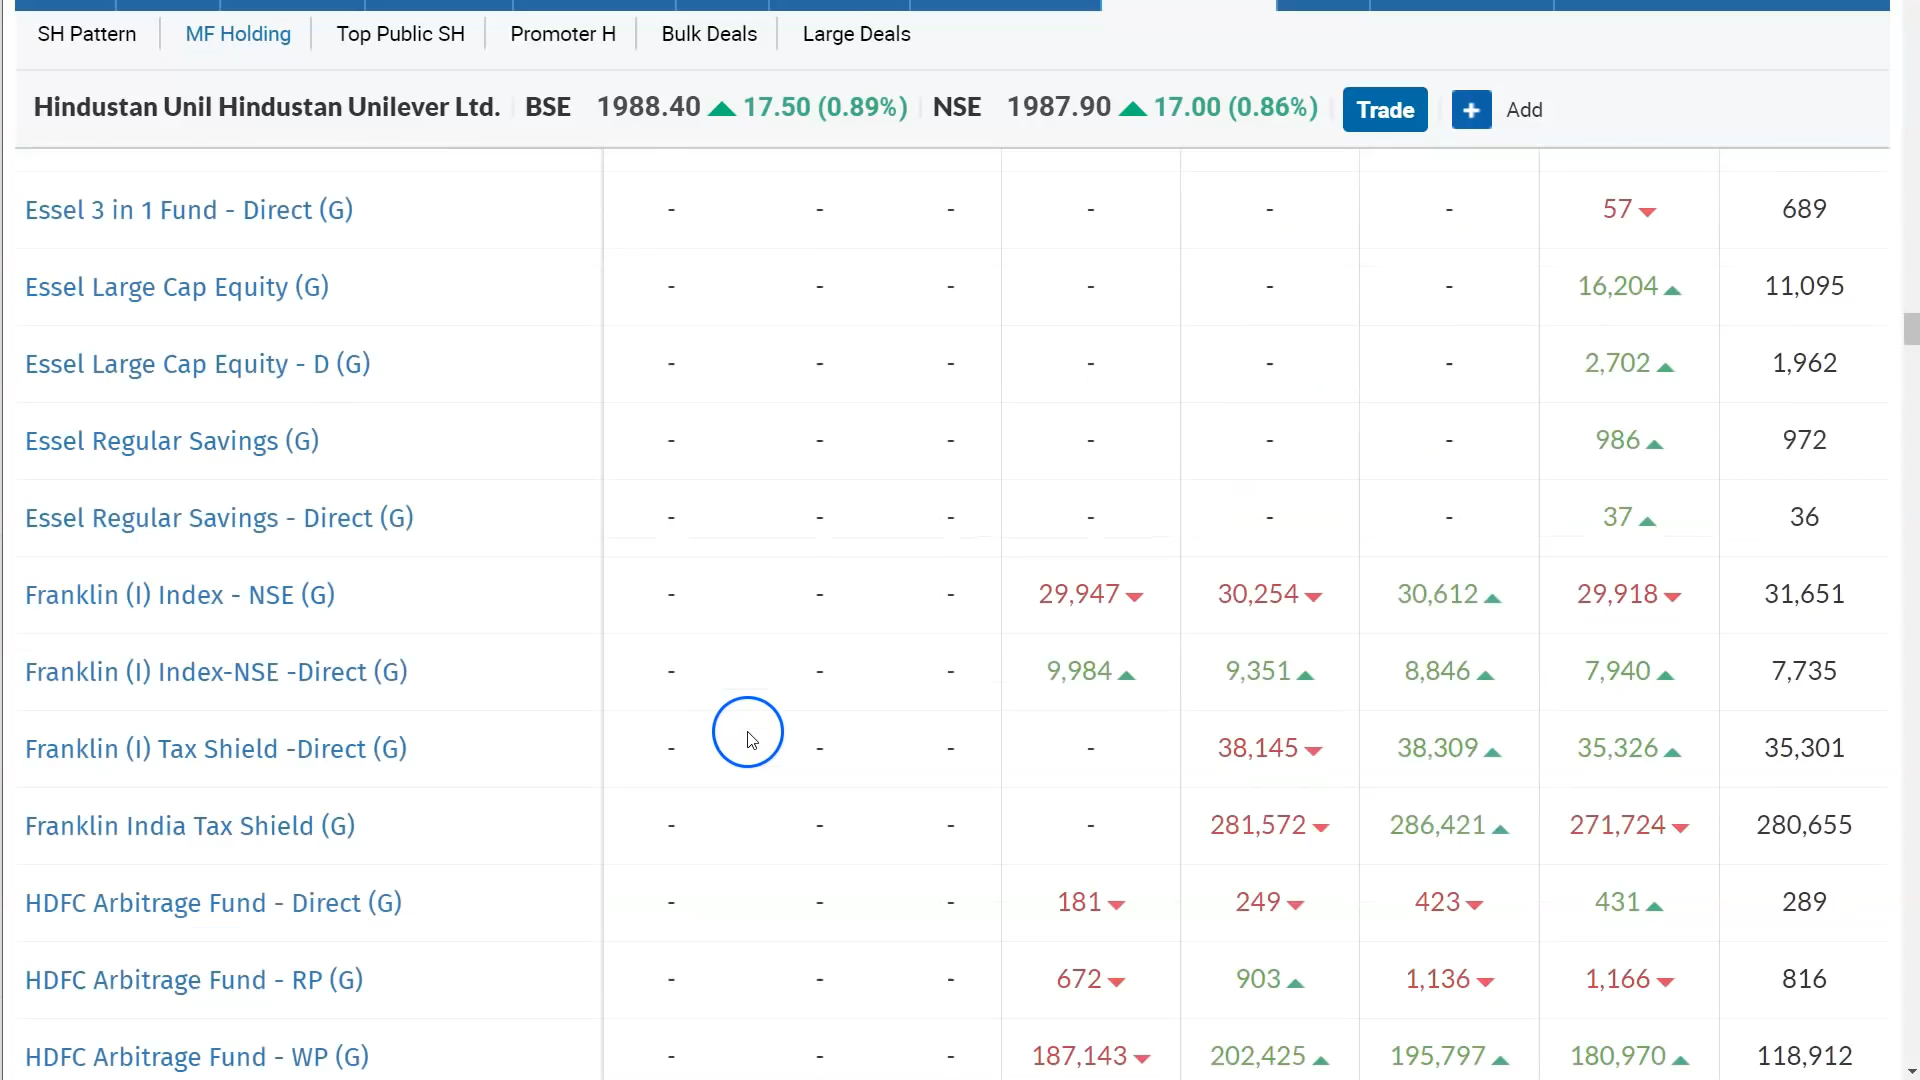 SH Pattern MF Holding Top Public SH Promoter H Bulk Deals Large Deals
Hindustan Unil Hindustan Unilever Ltd. BSE 1988.40 17.50 (0.89%) NSE 1987.90 17.00 (0.86%) Trade + Add
Essel 3 in 1 Fund - Direct (G) - - - - - - 57 689
Essel Large Cap Equity (G) - - - - - - 16,204 11,095
Essel Large Cap Equity - D (G) - - - - - - 2,702 1,962
Essel Regular Savings (G) - - - - - - 986 972
Essel Regular Savings - Direct (G) - - - - - - 37 36
Franklin (I) Index - NSE (G) - - - 29,947 30,254 30,612 29,918 31,651
Franklin (I) Index-NSE -Direct (G) - - - 9,984 9,351 8,846 7,940 7,735
Franklin (I) Tax Shield -Direct (G) - - - - 38,145 38,309 35,326 35,301
Franklin India Tax Shield (G) - - - - 281,572 286,421 271,724 280,655
HDFC Arbitrage Fund - Direct (G) - - - 181 249 423 431 289
HDFC Arbitrage Fund - RP (G) - - - 672 903 1,136 1,166 816
HDFC Arbitrage Fund - WP (G) - - - 187,143 202,425 195,797 180,970 118,912